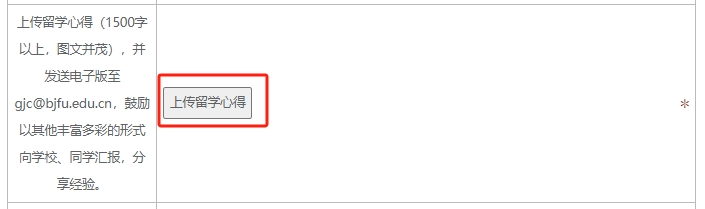 上传留学心得（1500字
以上，图文并茂），并
发送电子版至
gjc@bjfu.edu.cn，鼓励
以其他丰富多彩的形式
向学校、同学汇报，分
享经验。
上传留学心得
*